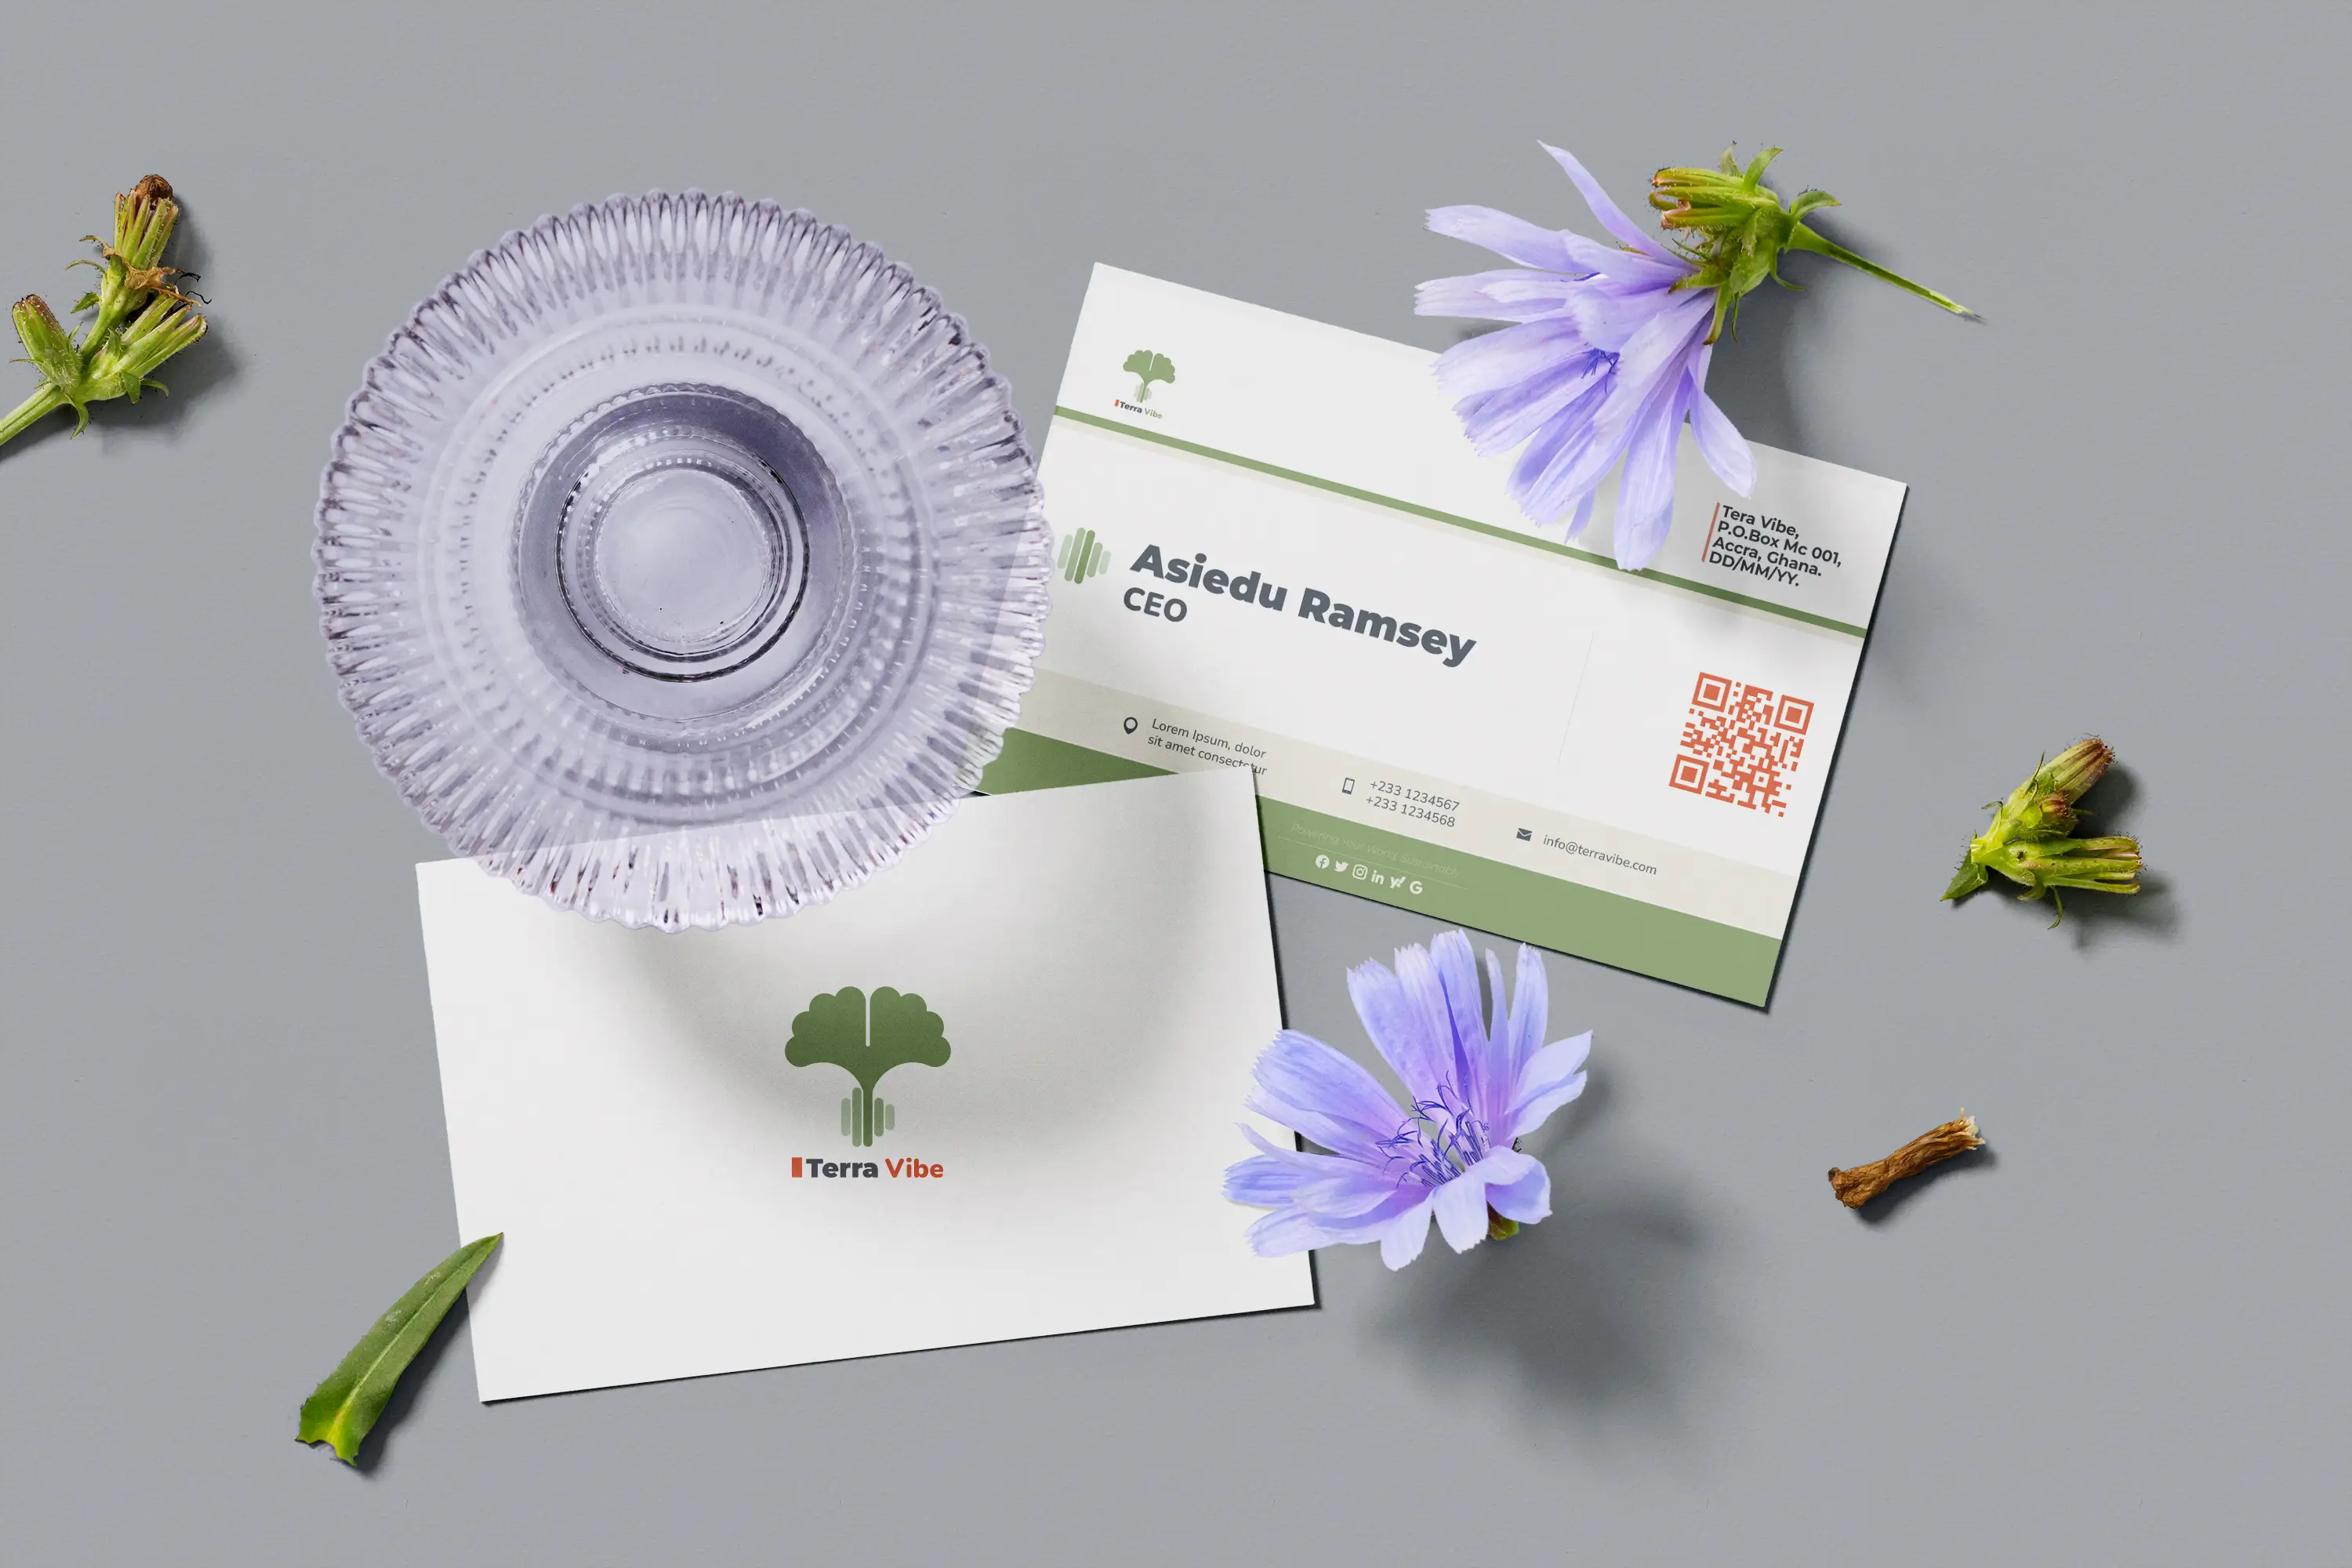 Terra Vibe
Tera Vibe,
P.O.Box Mc 001,
Accra, Ghana.
DD/MM/YY.
Asiedu Ramsey
CEO
Lorem Ipsum, dolor
sit amet consectetur
+233 1234567
+233 1234568
info@terravibe.com
Powering Your World, Sustainably
Terra Vibe